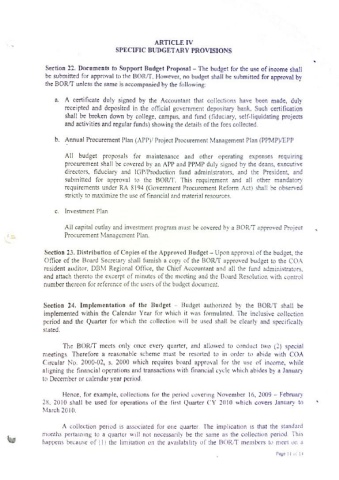 ARTICLE IV
SPECIFIC BUDGETARY PROVISIONS
Section 22. Documents to Support Budget Proposal – The budget for the use of income shall
be submitted for approval to the BOR/T. However, no budget shall be submitted for approval by
the BOR/T unless the same is accompanied by the following:
a. A certificate duly signed by the Accountant that collections have been made, duly
receipted and deposited in the official government depositary bank. Such certification
shall be broken down by college, campus, and fund (fiduciary, self-liquidating projects
and activities and regular funds) showing the details of the fees collected.
b. Annual Procurement Plan (APP)/ Project Procurement Management Plan (PPMP)/EPP
All budget proposals for maintenance and other operating expenses requiring
procurement shall be covered by an APP and PPMP duly signed by the deans, executive
directors, fiduciary and IGP/Production fund administrators, and the President, and
submitted for approval to the BOR/T. This requirement and all other mandatory
requirements under RA 8194 (Government Procurement Reform Act) shall be observed
strictly to maximize the use of financial and material resources.
c. Investment Plan
All capital outlay and investment program must be covered by a BOR/T approved Project
Procurement Management Plan.
Section 23. Distribution of Copies of the Approved Budget – Upon approval of the budget, the
Office of the Board Secretary shall furnish a copy of the BOR/T approved budget to the COA
resident auditor, DBM Regional Office, the Chief Accountant and all the fund administrators,
and attach thereto the excerpt of minutes of the meeting and the Board Resolution with control
number thereon for reference of the users of the budget document.
Section 24. Implementation of the Budget – Budget authorized by the BOR/T shall be
implemented within the Calendar Year for which it was formulated. The inclusive collection
period and the Quarter for which the collection will be used shall be clearly and specifically
stated.
The BOR/T meets only once every quarter, and allowed to conduct two (2) special
meetings. Therefore a reasonable scheme must be resorted to in order to abide with COA
Circular No. 2000-02, s. 2000 which requires board approval for the use of income, while
aligning the financial operations and transactions with financial cycle which abides by a January
to December or calendar year period.
Hence, for example, collections for the period covering November 16, 2009 – February
28, 2010 shall be used for operations of the first Quarter CY 2010 which covers January to
March 2010.
A collection period is associated for one quarter. The implication is that the standard
months pertaining to a quarter will not necessarily be the same on the collection period. This
happens because of (1) the limitation on the availability of the BOR/T members to meet on a
Page 11 of